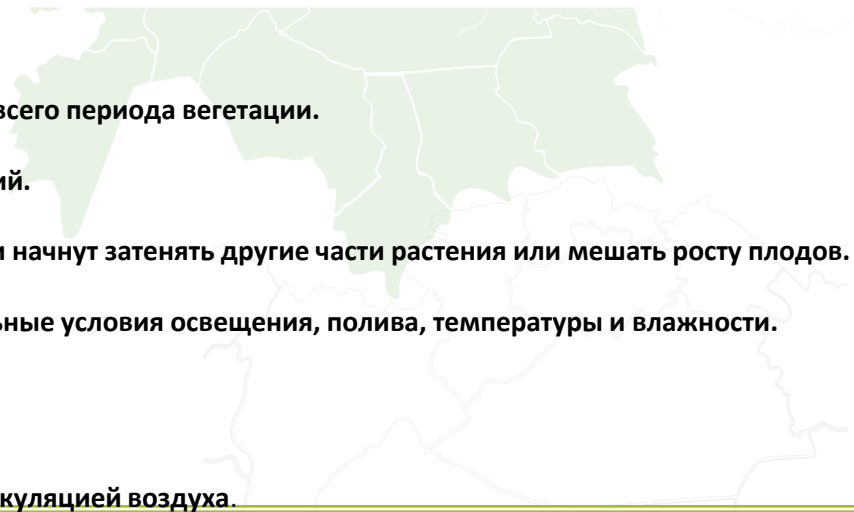 всего периода вегетации.
ий.
и начнут затенять другие части растения или мешать росту плодов.
ьные условия освещения, полива, температуры и влажности.
куляцией воздуха.